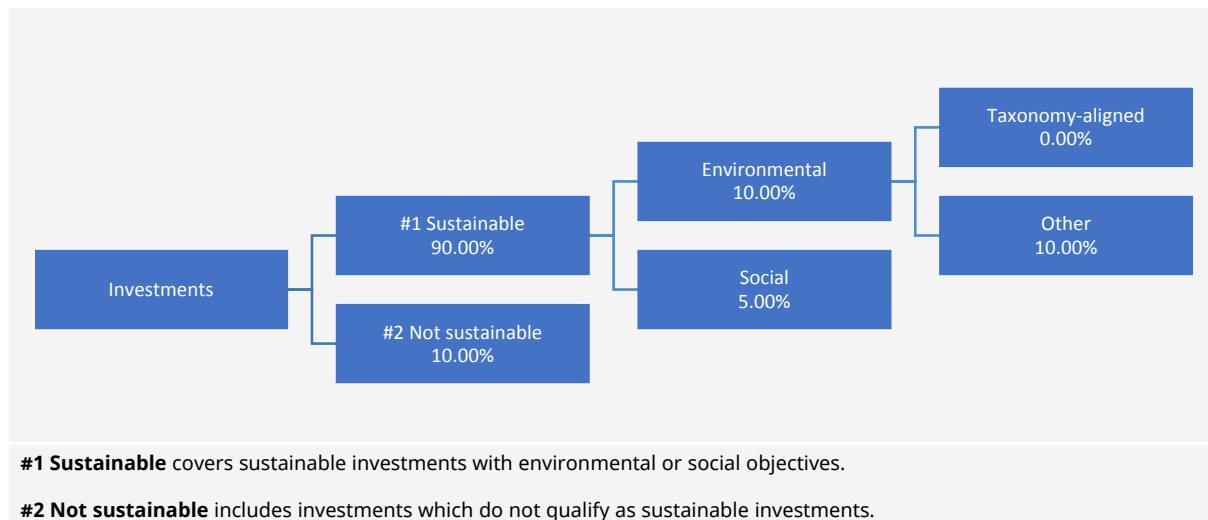 Investments
#1 Sustainable
90.00%
#2 Not sustainable
10.00%
Environmental
10.00%
Social
5.00%
Taxonomy-aligned
0.00%
Other
10.00%
#1 Sustainable covers sustainable investments with environmental or social objectives.
#2 Not sustainable includes investments which do not qualify as sustainable investments.